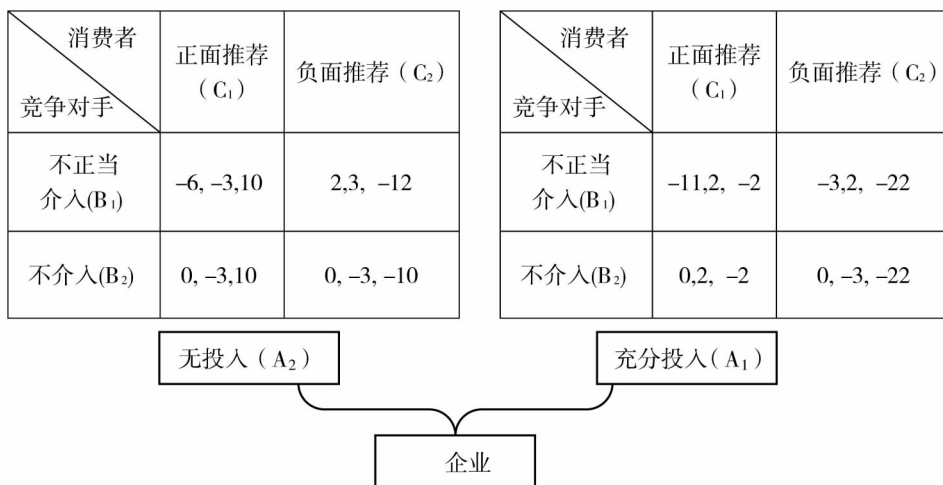 消费者
竞争对手
正面推荐
(C₁)
负面推荐(C₂)
不正当
介入(B₁)
-6, -3,10
2,3, -12
不介入(B₂)
0, -3,10
0, -3, -10
消费者
竞争对手
正面推荐
(C₁)
负面推荐(C₂)
不正当
介入(B₁)
-11,2, -2
-3,2, -22
不介入(B₂)
0,2, -2
0, -3, -22
无投入(A₂)
充分投入(A₁)
企业